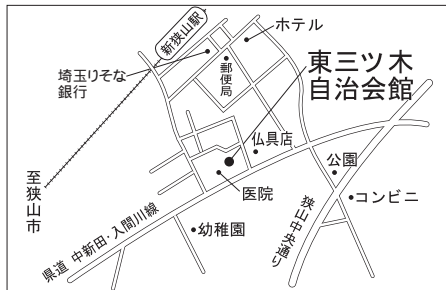 新狭山駅
ホテル
埼玉りそな
銀行
郵便局
東三ツ木
自治会館
仏具店
公園
至狭山市
医院
コンビニ
県道 中新田・入間川線
幼稚園
狭山中央通り